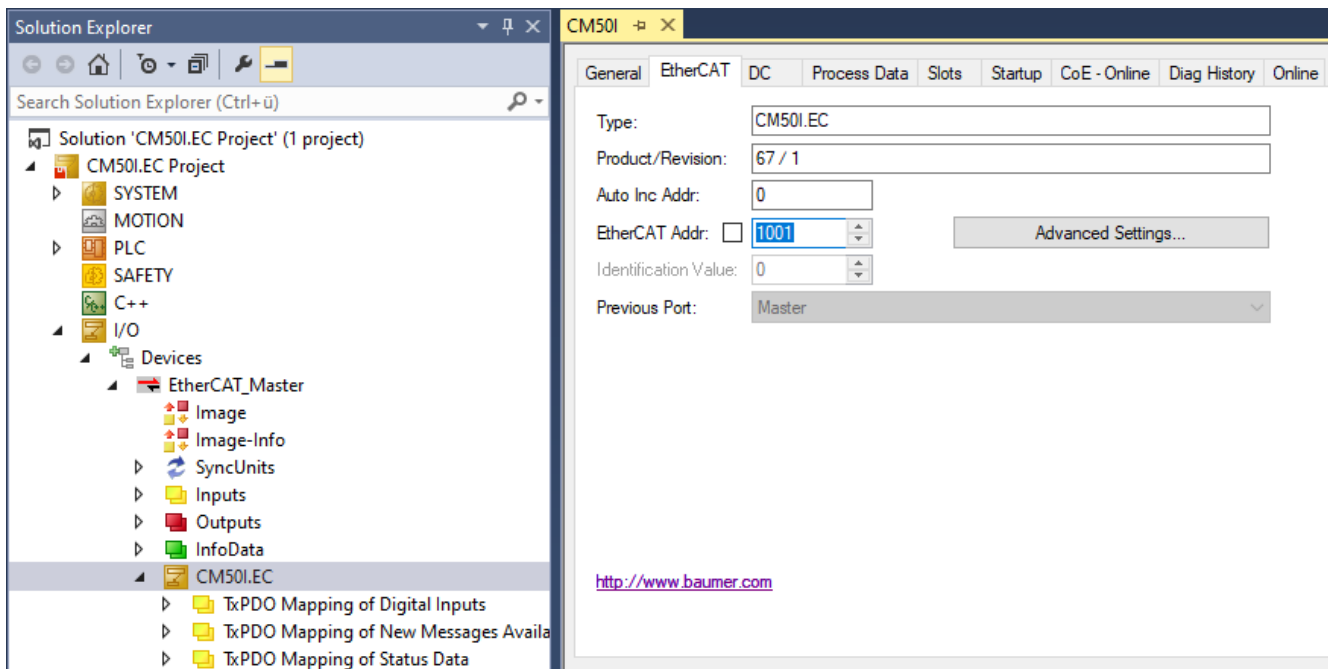 Solution Explorer
Search Solution Explorer (Ctrl+ü)
Solution 'CM50I.EC Project' (1 project)
CM50I.EC Project
SYSTEM
MOTION
PLC
SAFETY
C++
I/O
Devices
EtherCAT_Master
Image
Image-Info
SyncUnits
Inputs
Outputs
InfoData
CM50I.EC
TxPDO Mapping of Digital Inputs
TxPDO Mapping of New Messages Availa
TxPDO Mapping of Status Data
CM50I
General EtherCAT DC Process Data Slots Startup CoE - Online Diag History Online
Type: CM50I.EC
Product/Revision: 67 / 1
Auto Inc Addr: 0
EtherCAT Addr: 1001 Advanced Settings...
Identification Value: 0
Previous Port: Master
http://www.baumer.com